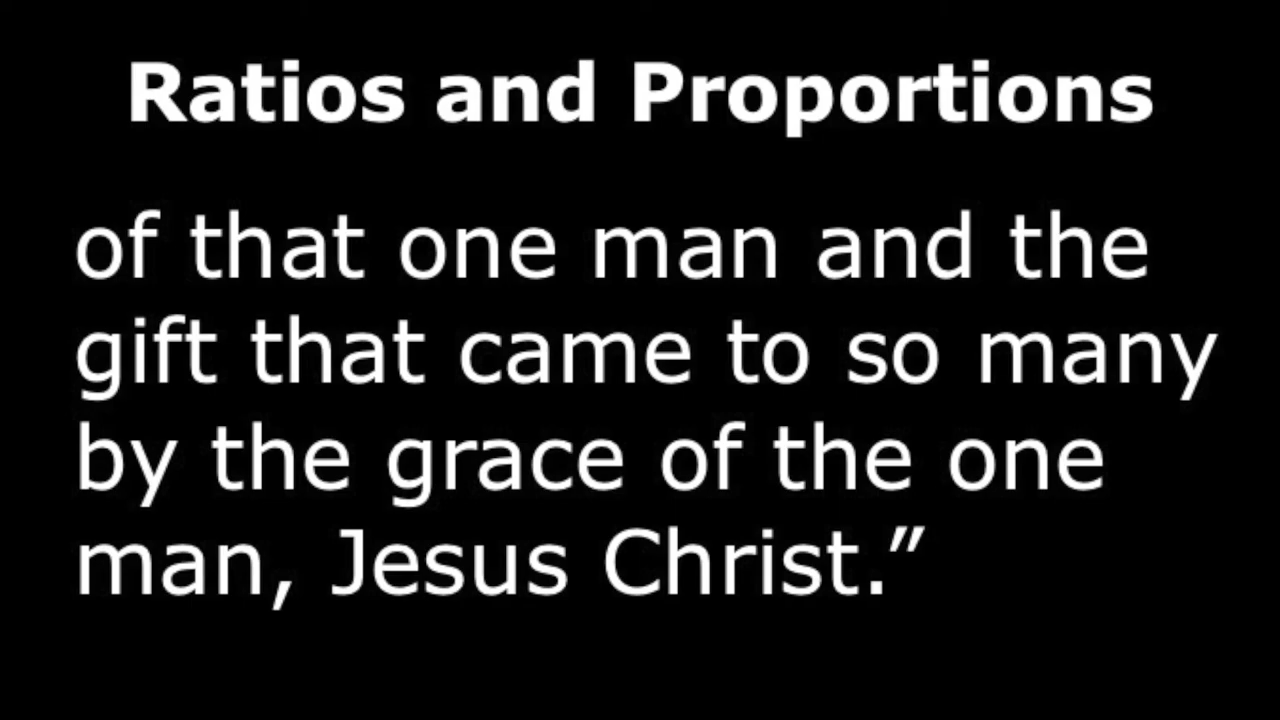 Ratios and Proportions
of that one man and the
gift that came to so many
by the grace of the one
man, Jesus Christ.”